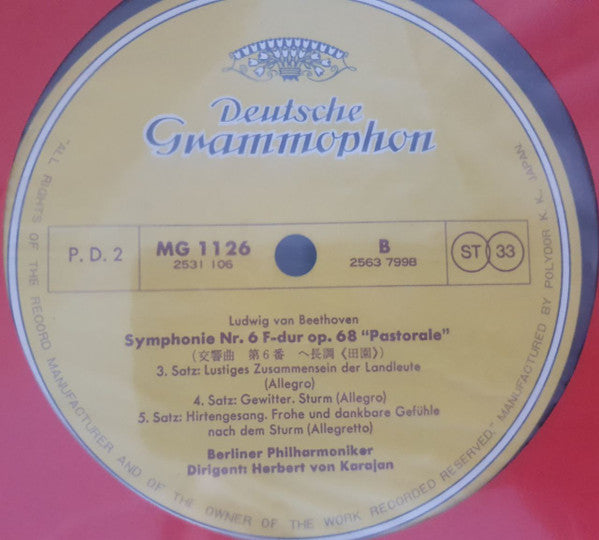 Deutsche
Grammophon
P. D. 2
MG 1126
2531 106
B
2563 7998
ST 33
Ludwig van Beethoven
Symphonie Nr. 6 F-dur op. 68 "Pastorale"
(交響曲 第6番 ヘ長調《田園》)
3. Satz: Lustiges Zusammensein der Landleute
(Allegro)
4. Satz: Gewitter. Sturm (Allegro)
5. Satz: Hirtengesang. Frohe und dankbare Gefühle
nach dem Sturm (Allegretto)
Berliner Philharmoniker
Dirigent: Herbert von Karajan
"ALL RIGHTS OF THE RECORD MANUFACTURER AND OF THE OWNER OF THE WORK RECORDED RESERVED." MANUFACTURED BY POLYDOR K. K., JAPAN.